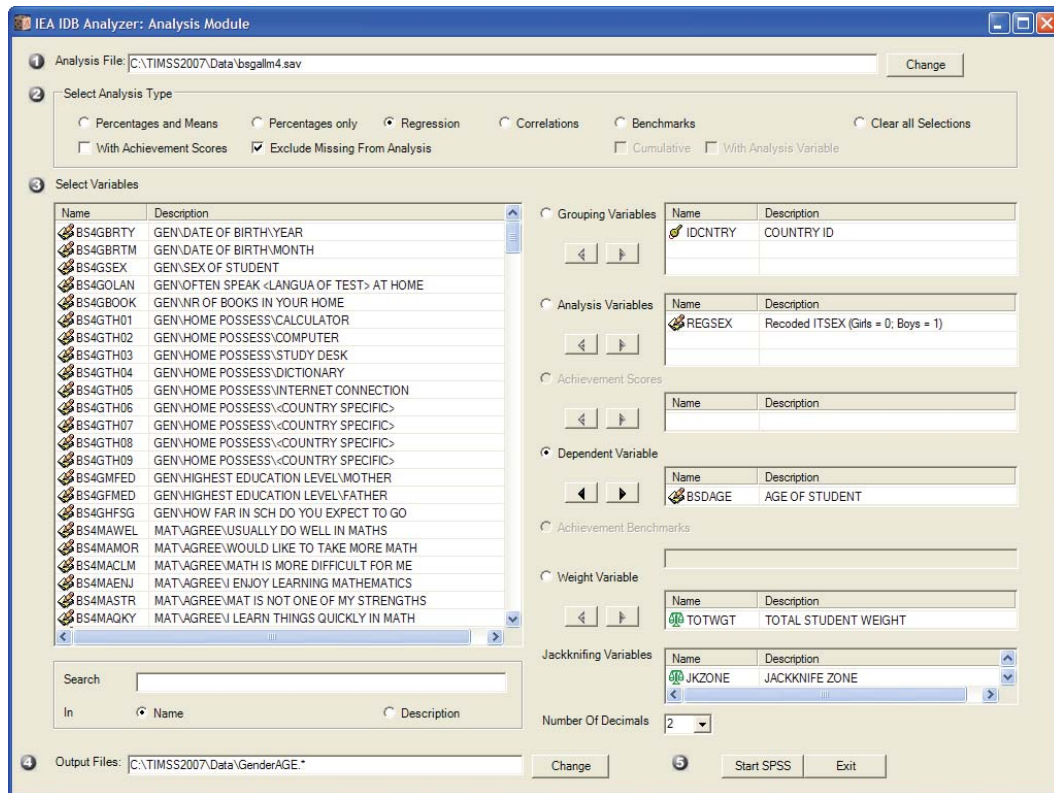 IEA IDB Analyzer: Analysis Module
1 Analysis File: C:\TIMSS2007\Data\bsgallm4.sav Change
2 Select Analysis Type
Percentages and Means Percentages only Regression Correlations Benchmarks Clear all Selections
With Achievement Scores Exclude Missing From Analysis Cumulative With Analysis Variable
3 Select Variables
Name Description
BS4GBRTY GEN\DATE OF BIRTH\YEAR
BS4GBRTM GEN\DATE OF BIRTH\MONTH
BS4GSEX GEN\SEX OF STUDENT
BS4GOLAN GEN\OFTEN SPEAK <LANGUA OF TEST> AT HOME
BS4GBOOK GEN\NR OF BOOKS IN YOUR HOME
BS4GTH01 GEN\HOME POSSESS\CALCULATOR
BS4GTH02 GEN\HOME POSSESS\COMPUTER
BS4GTH03 GEN\HOME POSSESS\STUDY DESK
BS4GTH04 GEN\HOME POSSESS\DICTIONARY
BS4GTH05 GEN\HOME POSSESS\INTERNET CONNECTION
BS4GTH06 GEN\HOME POSSESS\<COUNTRY SPECIFIC>
BS4GTH07 GEN\HOME POSSESS\<COUNTRY SPECIFIC>
BS4GTH08 GEN\HOME POSSESS\<COUNTRY SPECIFIC>
BS4GTH09 GEN\HOME POSSESS\<COUNTRY SPECIFIC>
BS4GMFED GEN\HIGHEST EDUCATION LEVEL\MOTHER
BS4GFMED GEN\HIGHEST EDUCATION LEVEL\FATHER
BS4GHFSG GEN\HOW FAR IN SCH DO YOU EXPECT TO GO
BS4MAWEL MAT\AGREE\USUALLY DO WELL IN MATHS
BS4MAMOR MAT\AGREE\WOULD LIKE TO TAKE MORE MATH
BS4MACLM MAT\AGREE\MATH IS MORE DIFFICULT FOR ME
BS4MAENJ MAT\AGREE\I ENJOY LEARNING MATHEMATICS
BS4MASTR MAT\AGREE\MAT IS NOT ONE OF MY STRENGTHS
BS4MAQKY MAT\AGREE\I LEARN THINGS QUICKLY IN MATH
Grouping Variables
Name Description
IDCNTRY COUNTRY ID
Analysis Variables
Name Description
REGSEX Recoded ITSEX (Girls = 0; Boys = 1)
Achievement Scores
Name Description
Dependent Variable
Name Description
BSDAGE AGE OF STUDENT
Achievement Benchmarks
Weight Variable
Name Description
TOTWGT TOTAL STUDENT WEIGHT
Jackknifing Variables
Name Description
JKZONE JACKKNIFE ZONE
Number Of Decimals 2
Search
In Name Description
4 Output Files: C:\TIMSS2007\Data\GenderAGE.* Change
5 Start SPSS Exit